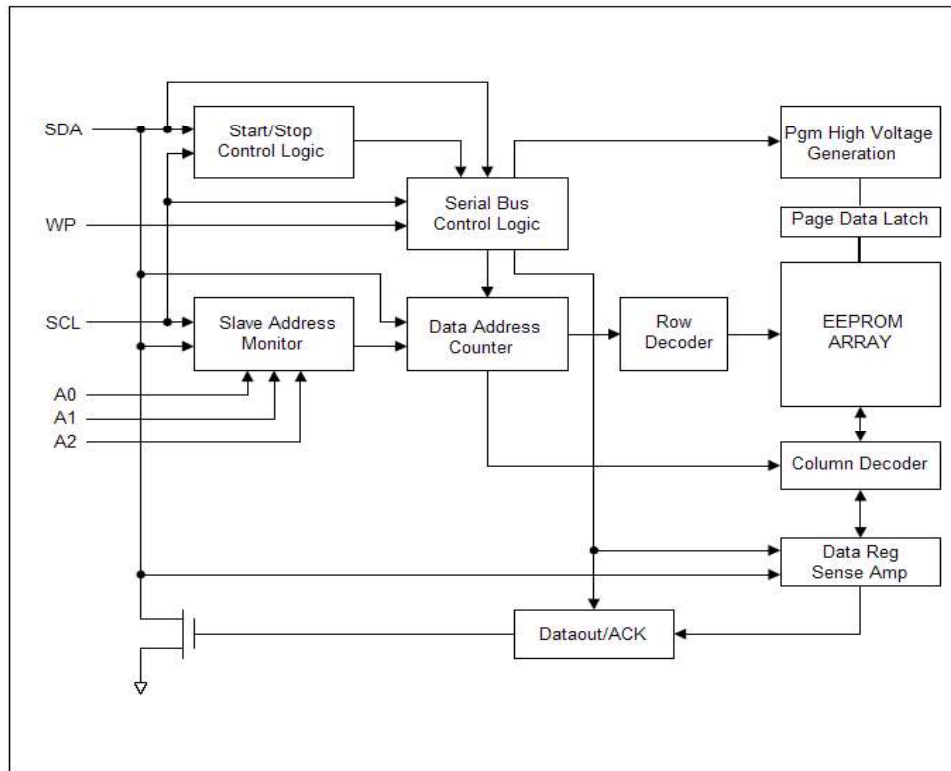 SDA
Start/Stop
Control Logic
Pgm High Voltage
Generation
Serial Bus
Control Logic
WP
Page Data Latch
SCL
Slave Address
Monitor
Data Address
Counter
Row
Decoder
EEPROM
ARRAY
A0
A1
A2
Column Decoder
Data Reg
Sense Amp
Dataout/ACK